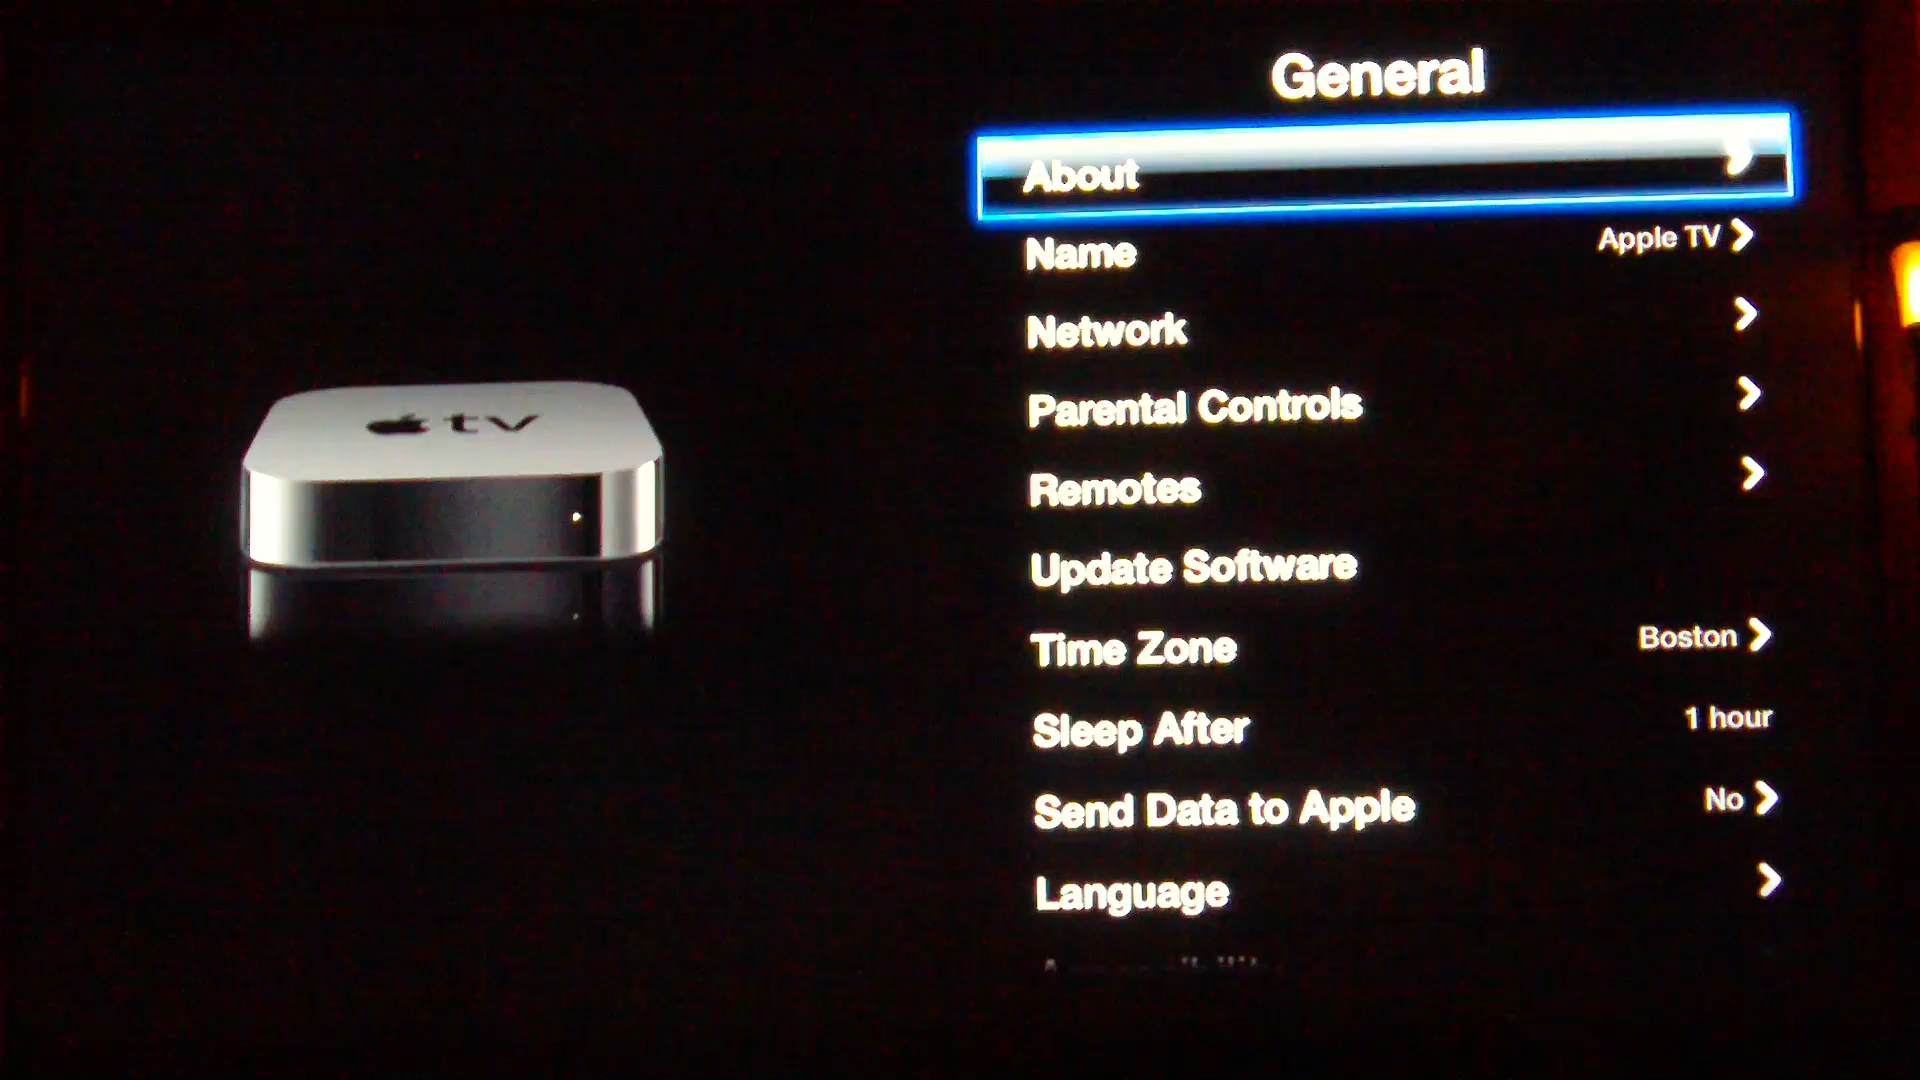 General
About
Name Apple TV
Network
Parental Controls
Remotes
Update Software
Time Zone Boston
Sleep After 1 hour
Send Data to Apple No
Language
tv